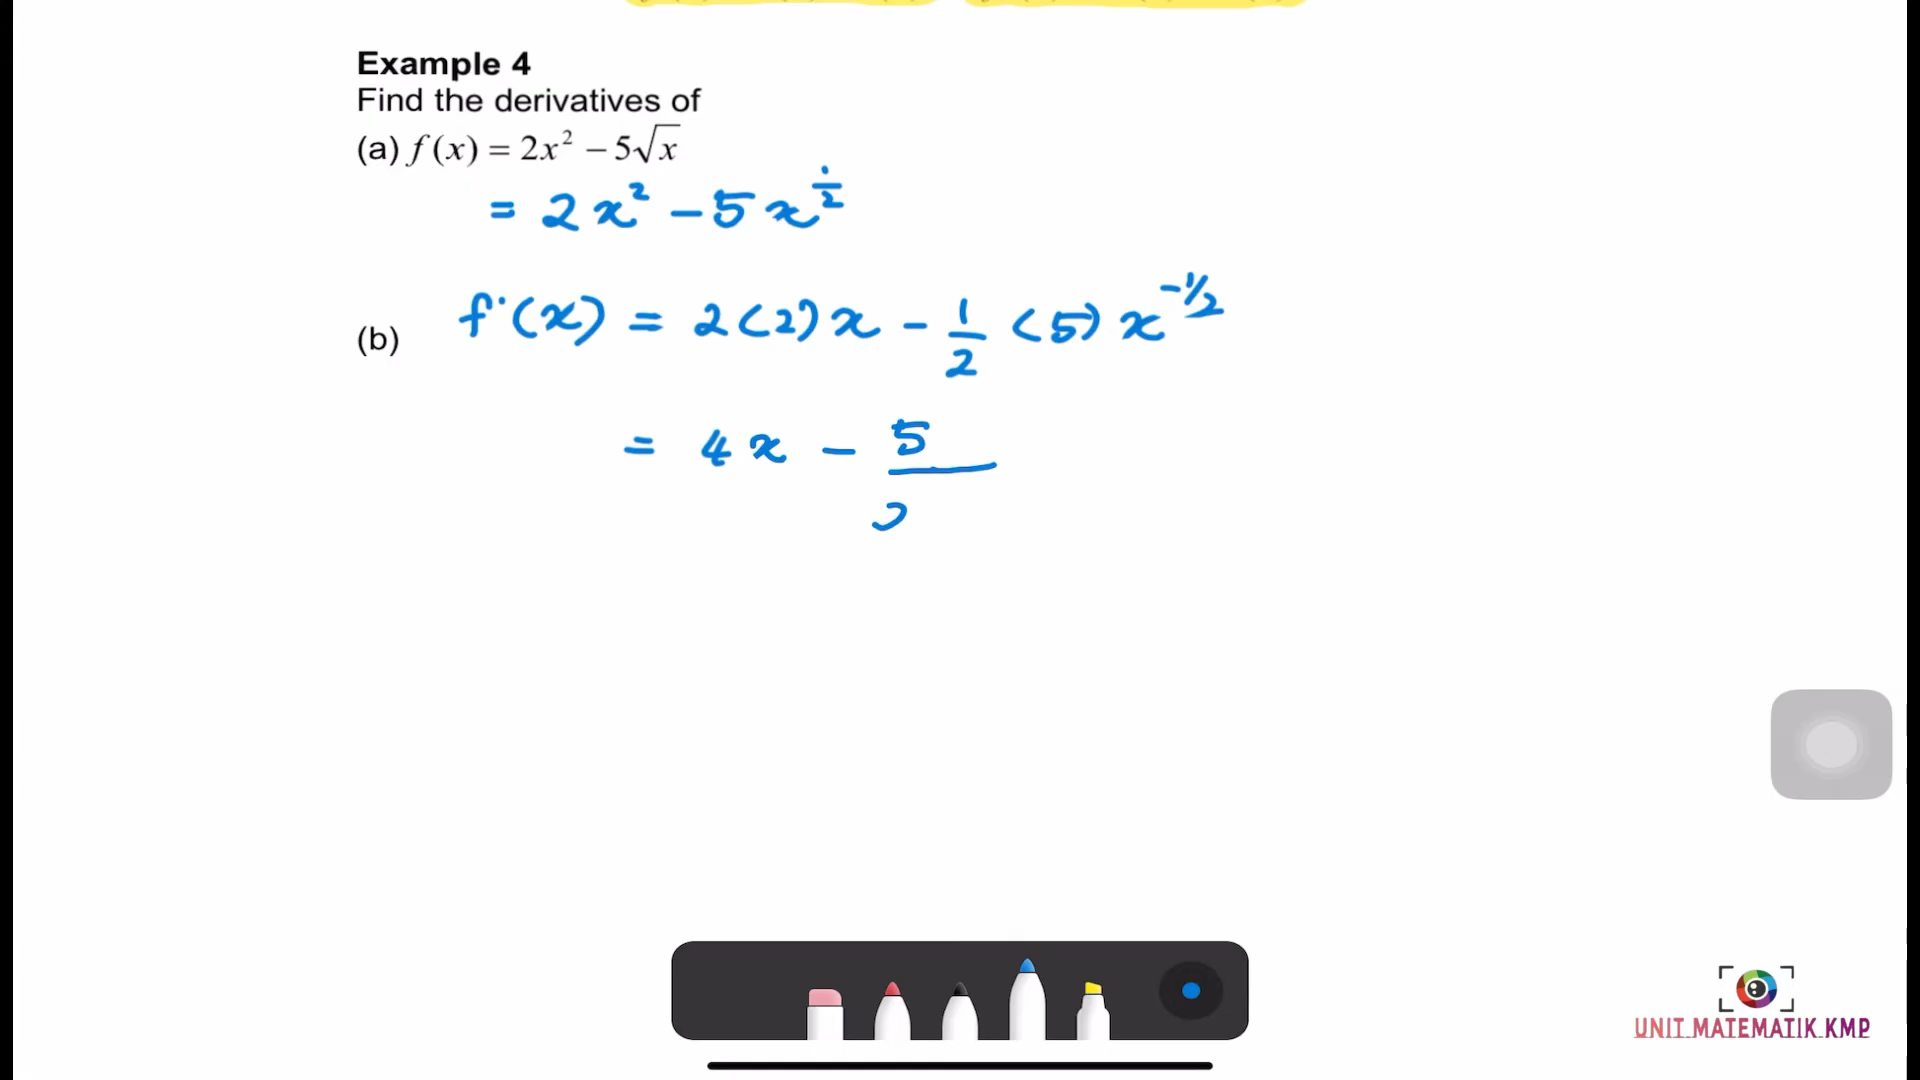 Example 4
Find the derivatives of
(a) f(x) = 2x² − 5√x
= 2x² − 5x^½
(b)
f'(x) = 2(2)x − 1/2 (5)x^-1/2
= 4x − 5/
UNIT MATEMATIK KMP